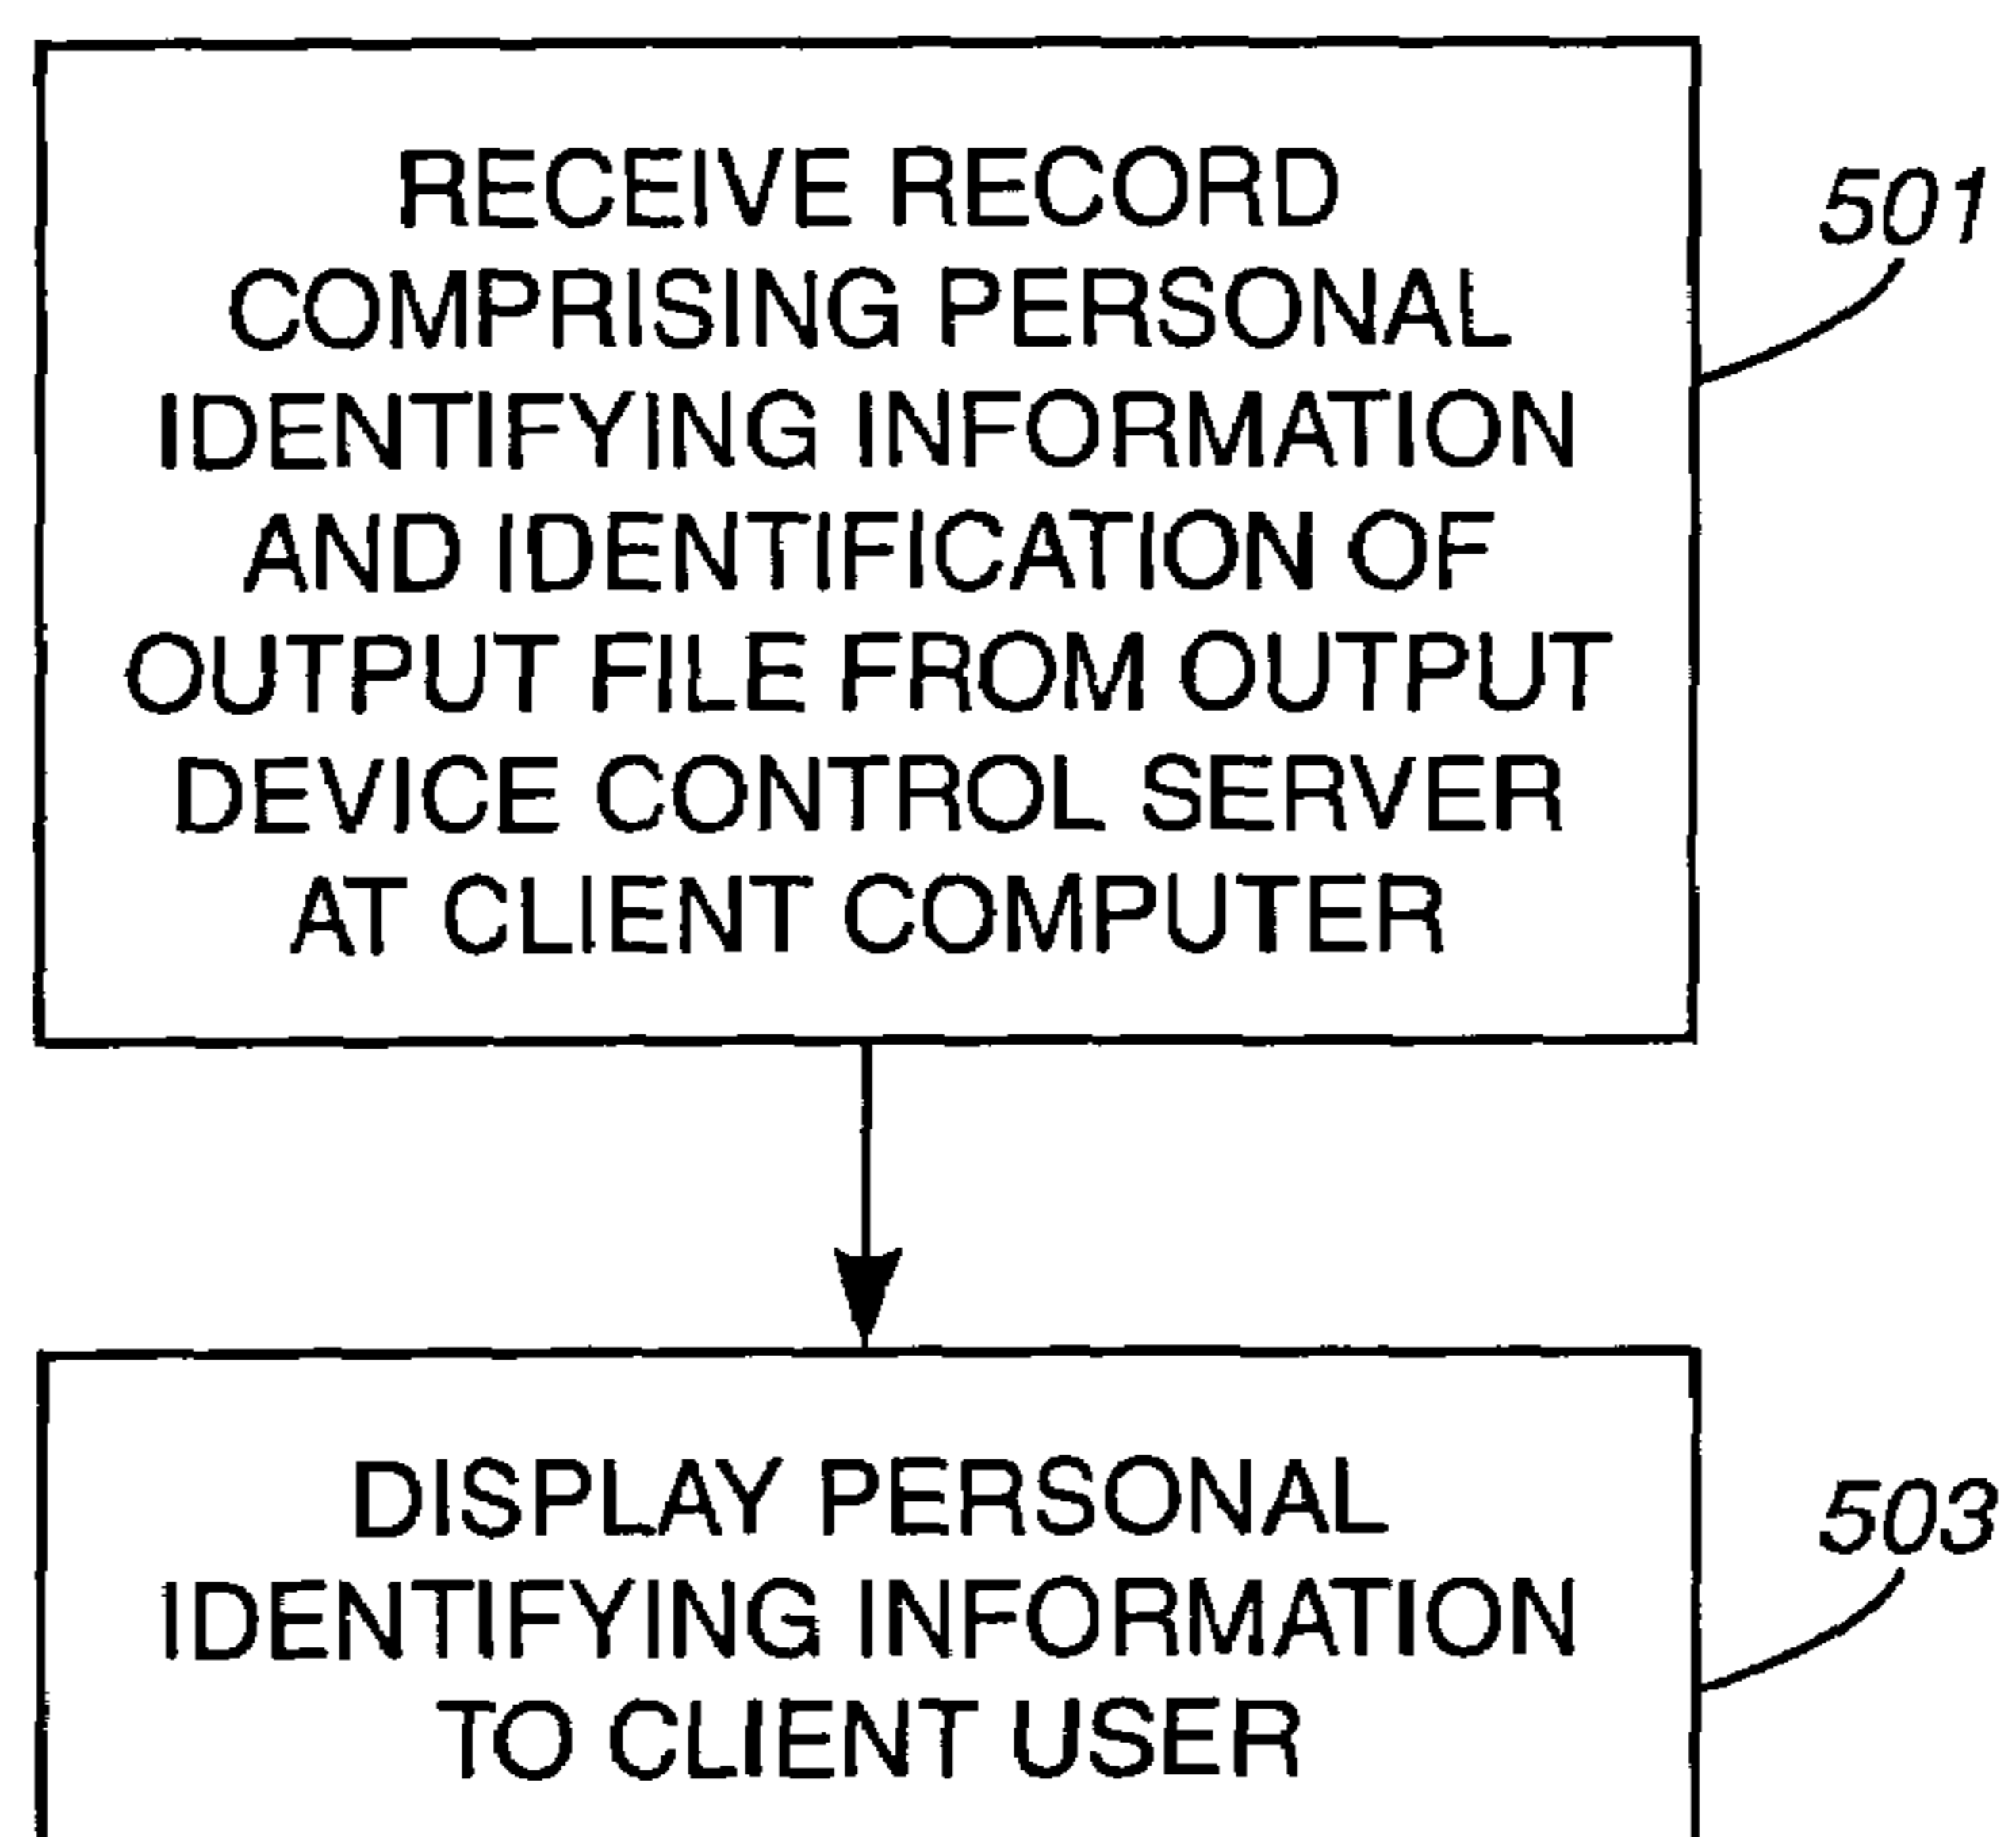 RECEIVE RECORD
COMPRISING PERSONAL
IDENTIFYING INFORMATION
AND IDENTIFICATION OF
OUTPUT FILE FROM OUTPUT
DEVICE CONTROL SERVER
AT CLIENT COMPUTER
501
DISPLAY PERSONAL
IDENTIFYING INFORMATION
TO CLIENT USER
503